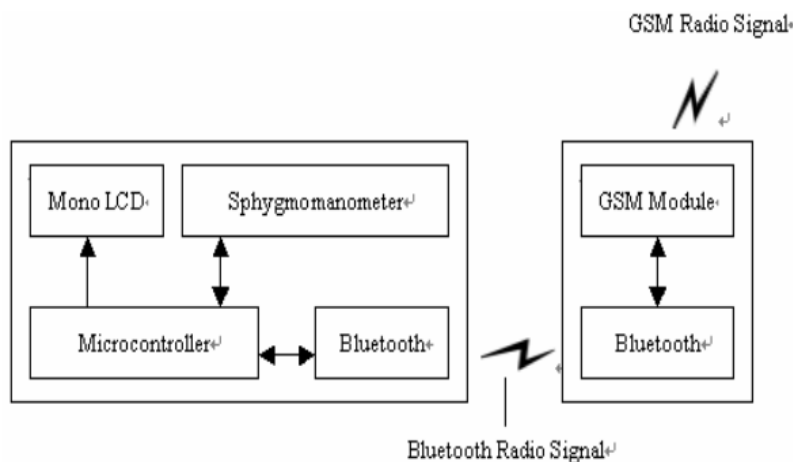 GSM Radio Signal
Mono LCD
Sphygmomanometer
GSM Module
Microcontroller
Bluetooth
Bluetooth
Bluetooth Radio Signal